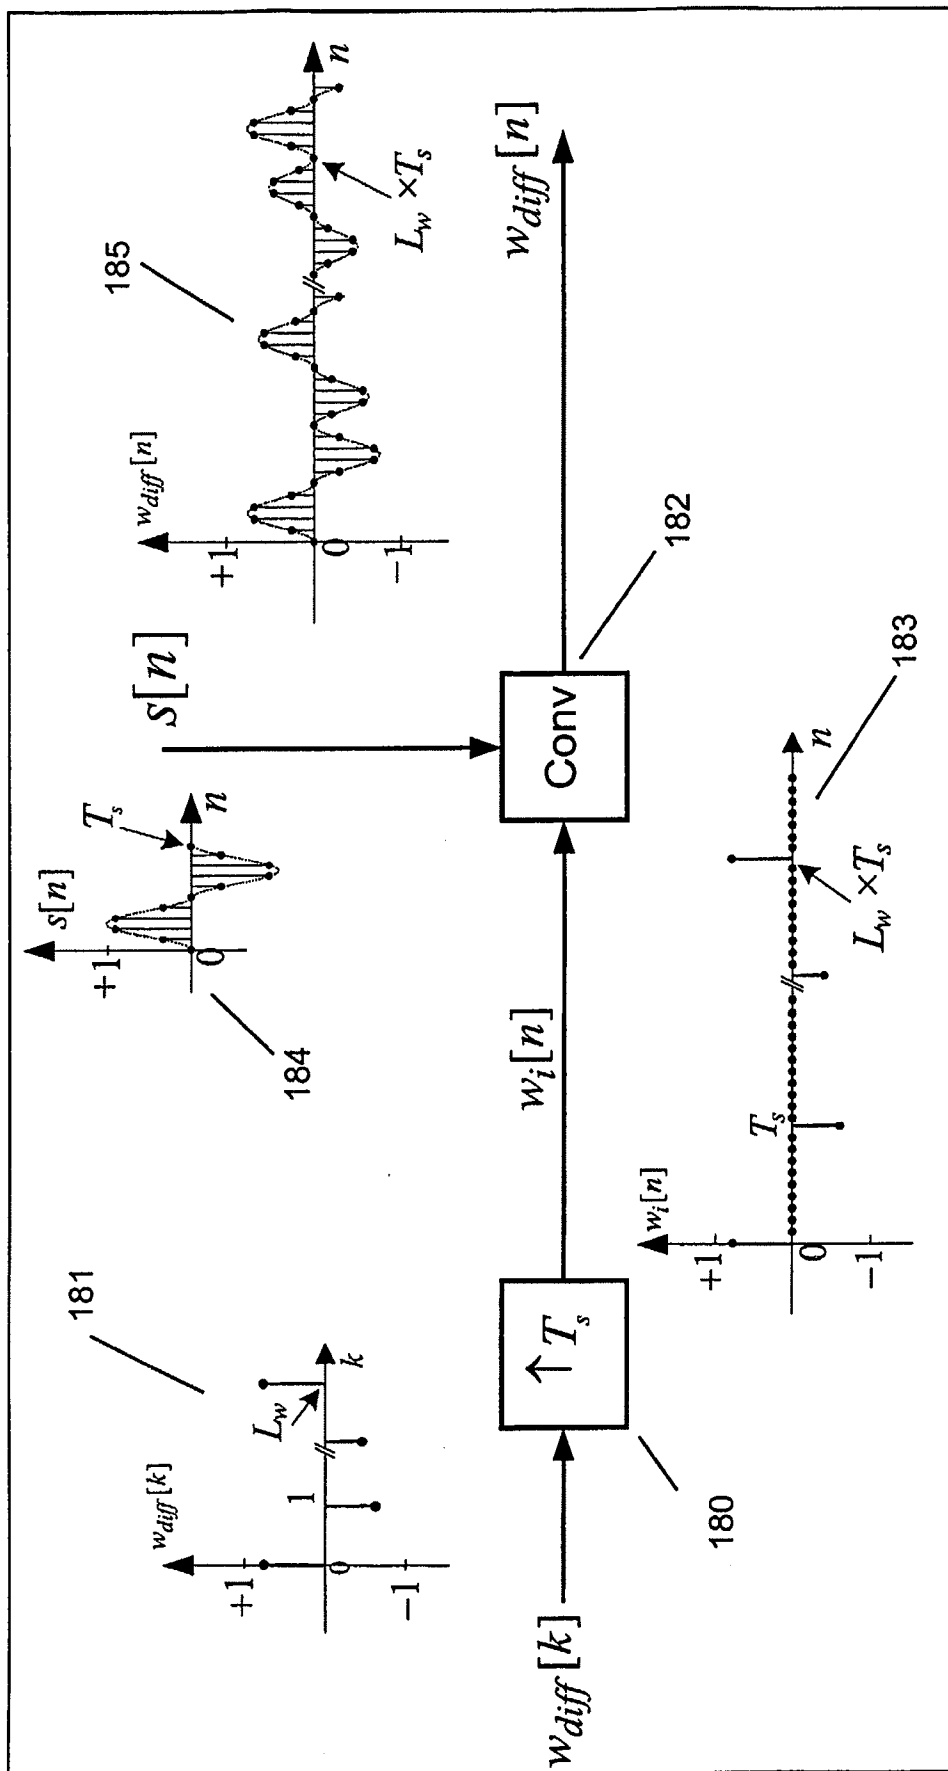 w_diff[k]
+1
0
-1
1
L_w
k
181
s[n]
+1
0
T_s
n
184
S[n]
w_diff[n]
+1
0
-1
L_w × T_s
n
185
w_diff[k]
↑T_s
180
w_i[n]
Conv
182
w_diff[n]
w_i[n]
+1
0
-1
T_s
L_w × T_s
n
183